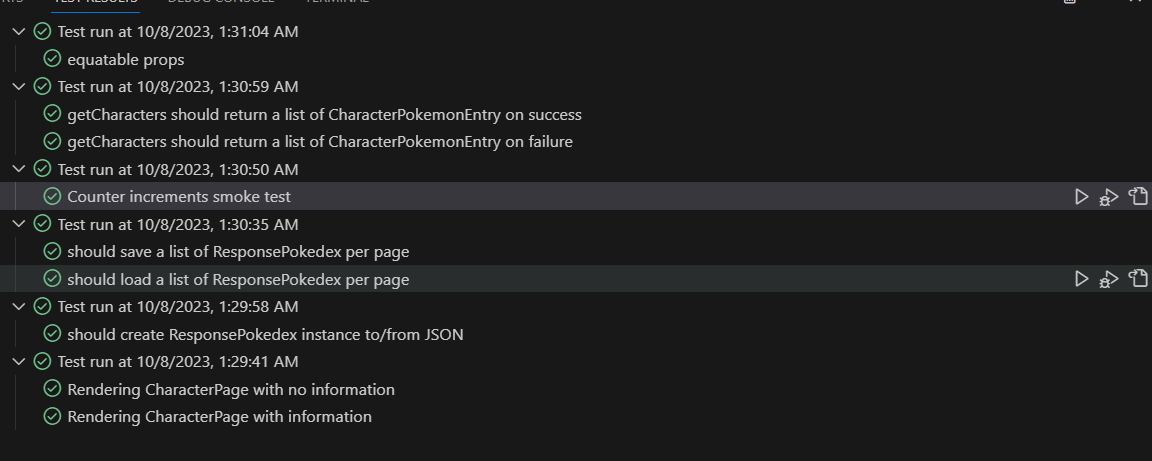 TEST RESULTS
DEBUG CONSOLE
TERMINAL
Test run at 10/8/2023, 1:31:04 AM
equatable props
Test run at 10/8/2023, 1:30:59 AM
getCharacters should return a list of CharacterPokemonEntry on success
getCharacters should return a list of CharacterPokemonEntry on failure
Test run at 10/8/2023, 1:30:50 AM
Counter increments smoke test
Test run at 10/8/2023, 1:30:35 AM
should save a list of ResponsePokedex per page
should load a list of ResponsePokedex per page
Test run at 10/8/2023, 1:29:58 AM
should create ResponsePokedex instance to/from JSON
Test run at 10/8/2023, 1:29:41 AM
Rendering CharacterPage with no information
Rendering CharacterPage with information